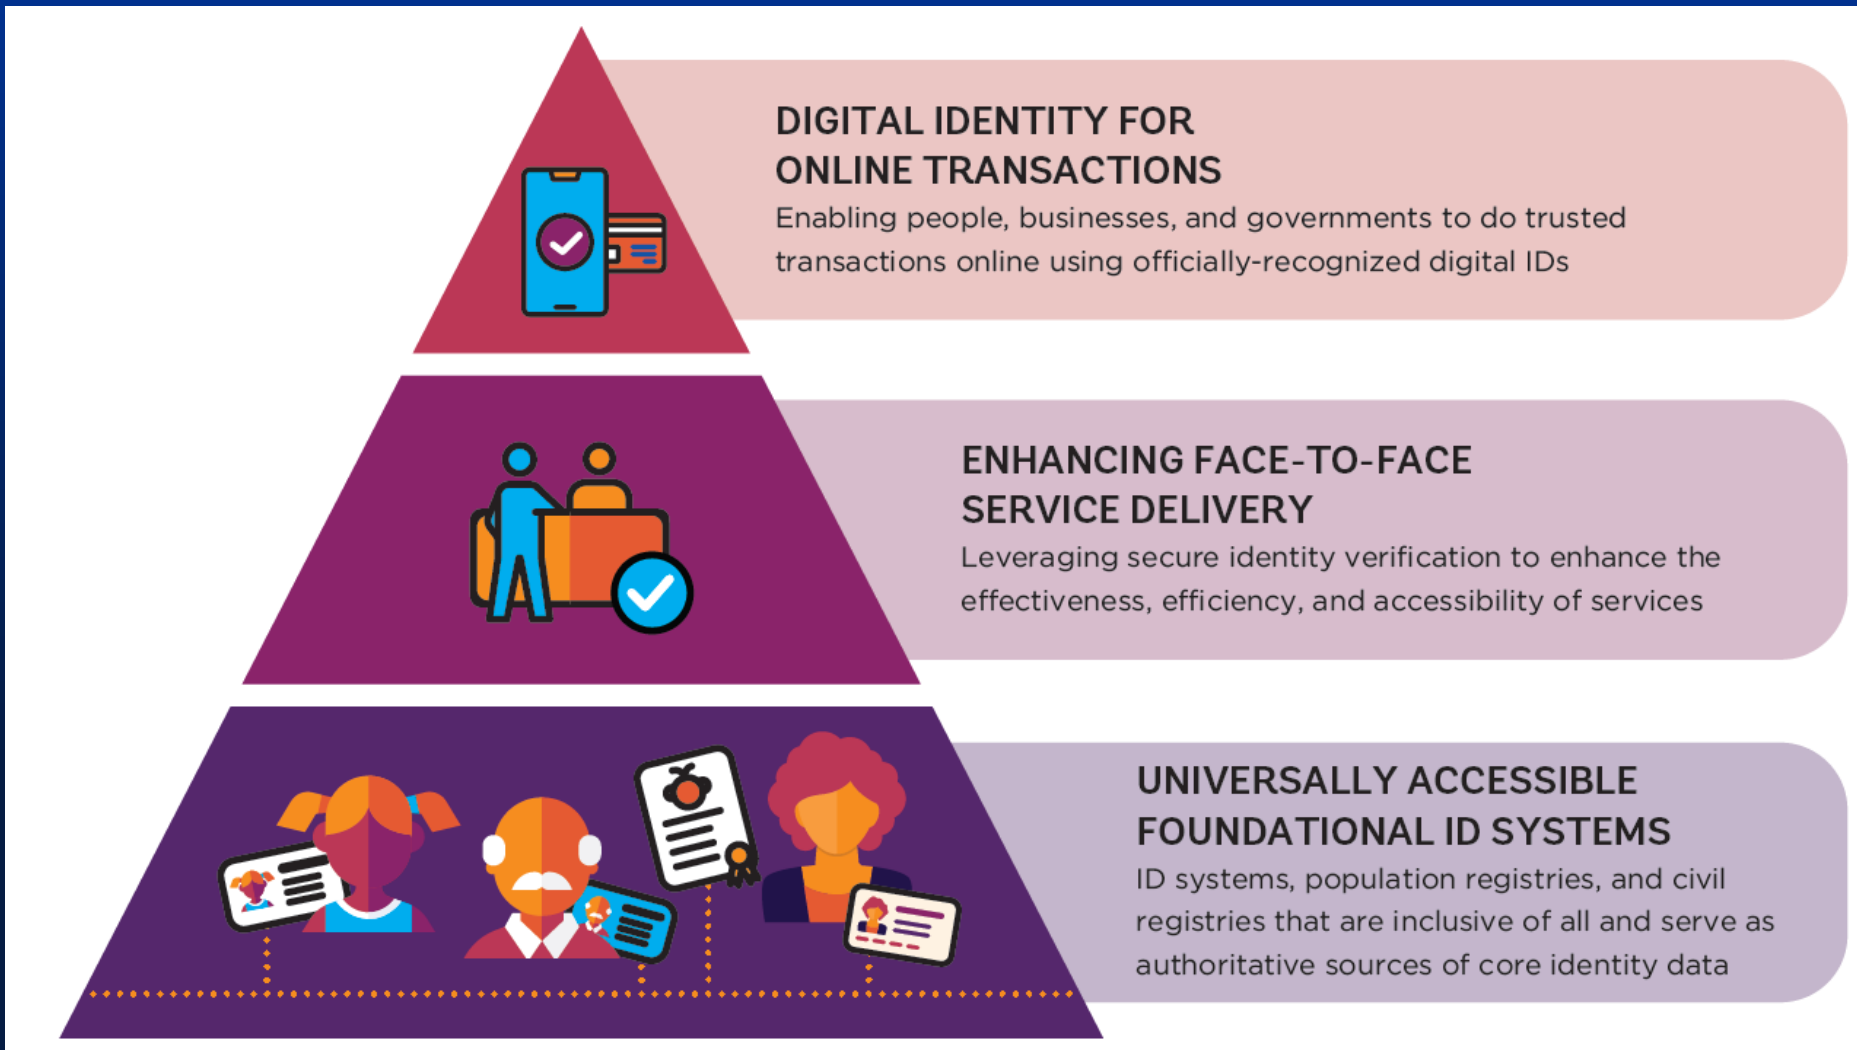 DIGITAL IDENTITY FOR
ONLINE TRANSACTIONS
Enabling people, businesses, and governments to do trusted
transactions online using officially-recognized digital IDs
ENHANCING FACE-TO-FACE
SERVICE DELIVERY
Leveraging secure identity verification to enhance the
effectiveness, efficiency, and accessibility of services
UNIVERSALLY ACCESSIBLE
FOUNDATIONAL ID SYSTEMS
ID systems, population registries, and civil
registries that are inclusive of all and serve as
authoritative sources of core identity data